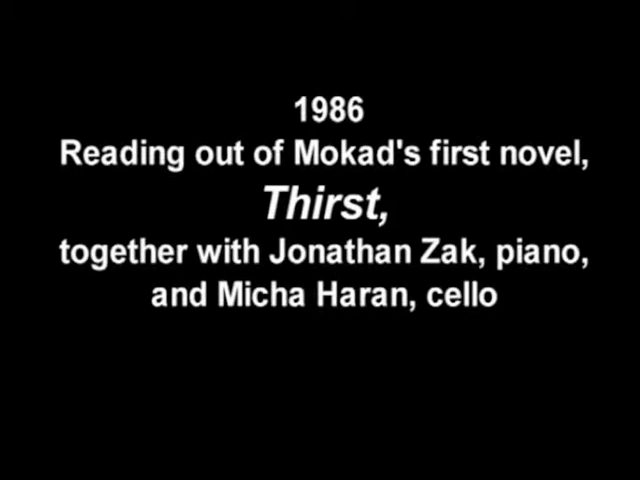 1986
Reading out of Mokad's first novel,
Thirst,
together with Jonathan Zak, piano,
and Micha Haran, cello